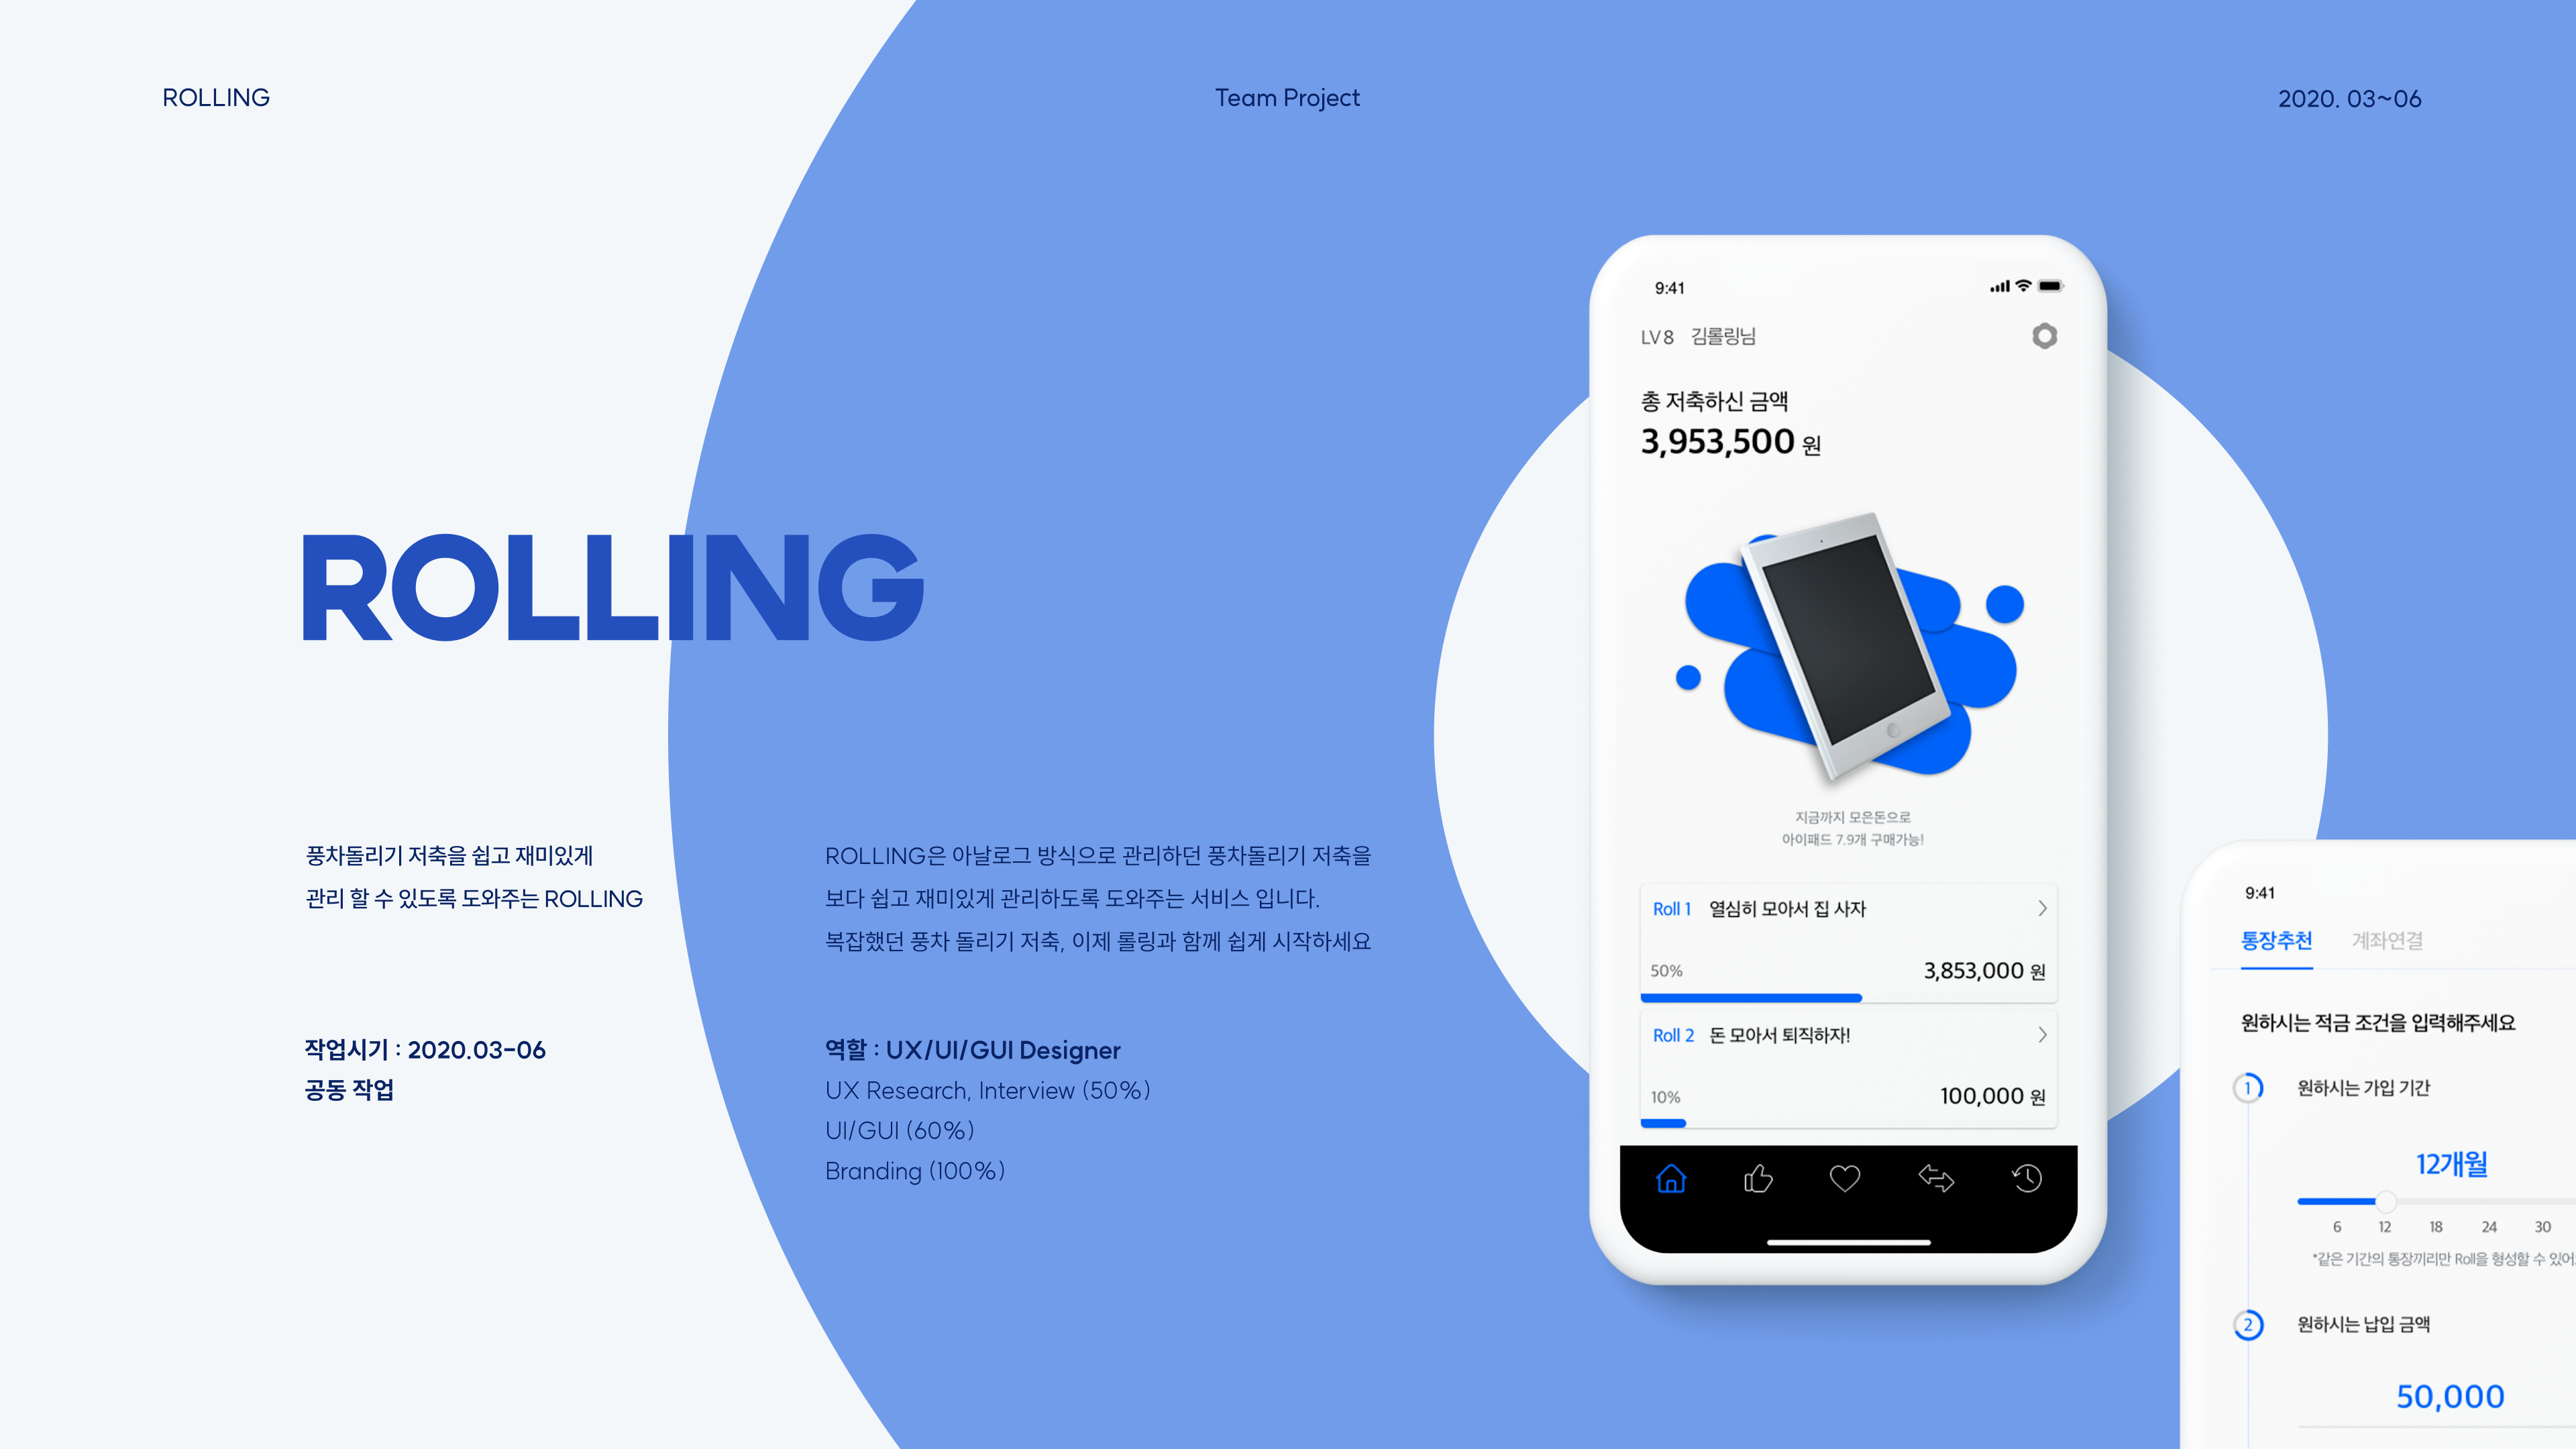 ROLLING
Team Project
2020. 03~06
ROLLING
풍차돌리기 저축을 쉽고 재미있게
관리 할 수 있도록 도와주는 ROLLING
작업시기 : 2020.03-06
공동 작업
ROLLING은 아날로그 방식으로 관리하던 풍차돌리기 저축을
보다 쉽고 재미있게 관리하도록 도와주는 서비스 입니다.
복잡했던 풍차 돌리기 저축, 이제 롤링과 함께 쉽게 시작하세요
역할 : UX/UI/GUI Designer
UX Research, Interview (50%)
UI/GUI (60%)
Branding (100%)
9:41
LV 8 김롤링님
총 저축하신 금액
3,953,500 원
지금까지 모은돈으로
아이패드 7.9개 구매가능!
Roll 1 열심히 모아서 집 사자
50% 3,853,000 원
Roll 2 돈 모아서 퇴직하자!
10% 100,000 원
9:41
통장추천 계좌연결
원하시는 적금 조건을 입력해주세요
1 원하시는 가입 기간
12개월
6 12 18 24 30
*같은 기간의 통장끼리만 Roll을 형성할 수 있어
2 원하시는 납입 금액
50,000